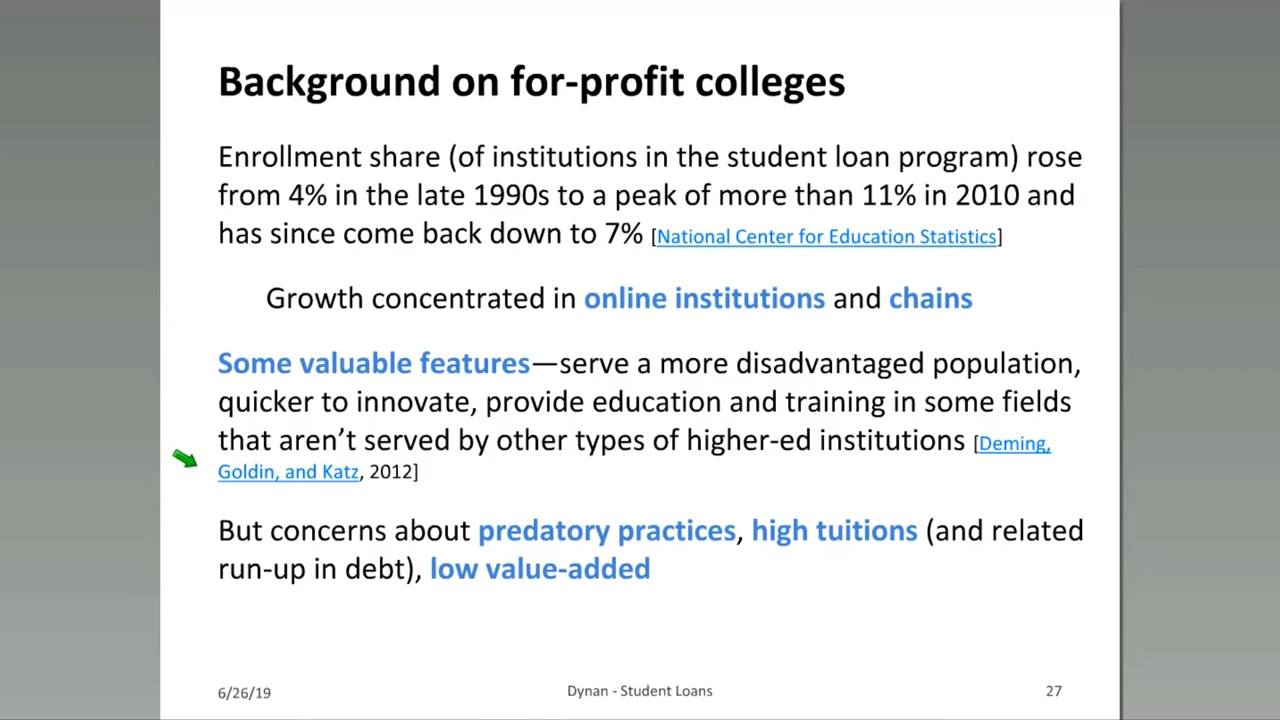 Background on for-profit colleges
Enrollment share (of institutions in the student loan program) rose
from 4% in the late 1990s to a peak of more than 11% in 2010 and
has since come back down to 7% [National Center for Education Statistics]
Growth concentrated in online institutions and chains
Some valuable features—serve a more disadvantaged population,
quicker to innovate, provide education and training in some fields
that aren’t served by other types of higher-ed institutions [Deming,
Goldin, and Katz, 2012]
But concerns about predatory practices, high tuitions (and related
run-up in debt), low value-added
6/26/19
Dynan - Student Loans
27